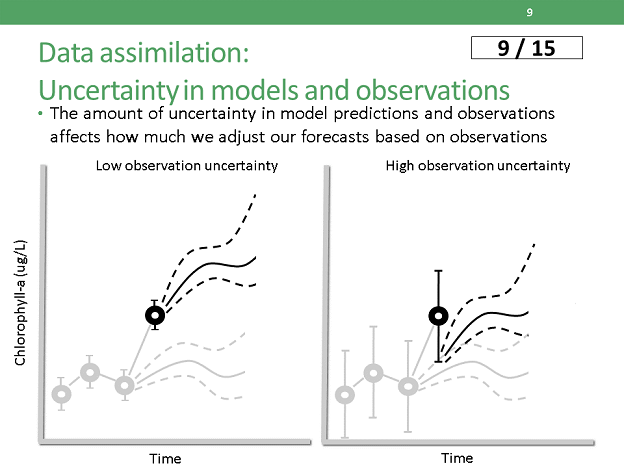 9
Data assimilation:
9 / 15
Uncertainty in models and observations
• The amount of uncertainty in model predictions and observations
affects how much we adjust our forecasts based on observations
Low observation uncertainty
High observation uncertainty
Chlorophyll-a (ug/L)
Time
Time